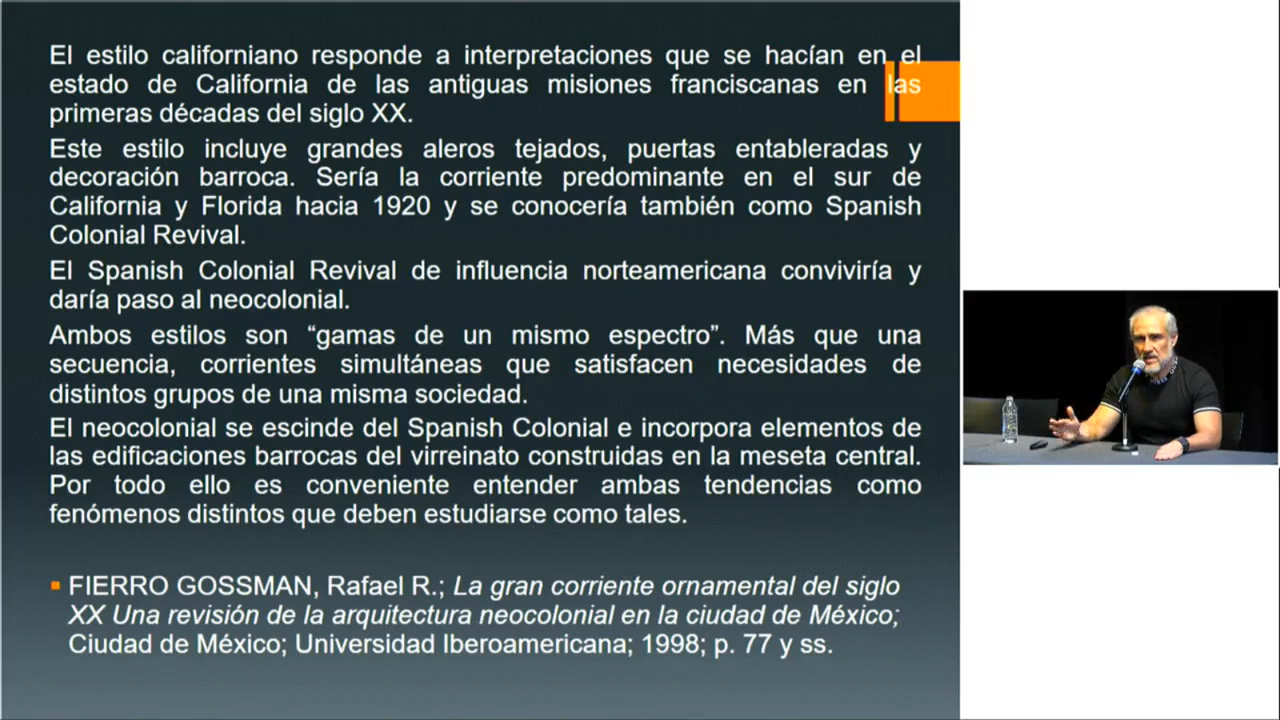 El estilo californiano responde a interpretaciones que se hacían en el
estado de California de las antiguas misiones franciscanas en las
primeras décadas del siglo XX.
Este estilo incluye grandes aleros tejados, puertas entableradas y
decoración barroca. Sería la corriente predominante en el sur de
California y Florida hacia 1920 y se conocería también como Spanish
Colonial Revival.
El Spanish Colonial Revival de influencia norteamericana conviviría y
daría paso al neocolonial.
Ambos estilos son “gamas de un mismo espectro”. Más que una
secuencia, corrientes simultáneas que satisfacen necesidades de
distintos grupos de una misma sociedad.
El neocolonial se escinde del Spanish Colonial e incorpora elementos de
las edificaciones barrocas del virreinato construidas en la meseta central.
Por todo ello es conveniente entender ambas tendencias como
fenómenos distintos que deben estudiarse como tales.
FIERRO GOSSMAN, Rafael R.; La gran corriente ornamental del siglo
XX Una revisión de la arquitectura neocolonial en la ciudad de México;
Ciudad de México; Universidad Iberoamericana; 1998; p. 77 y ss.